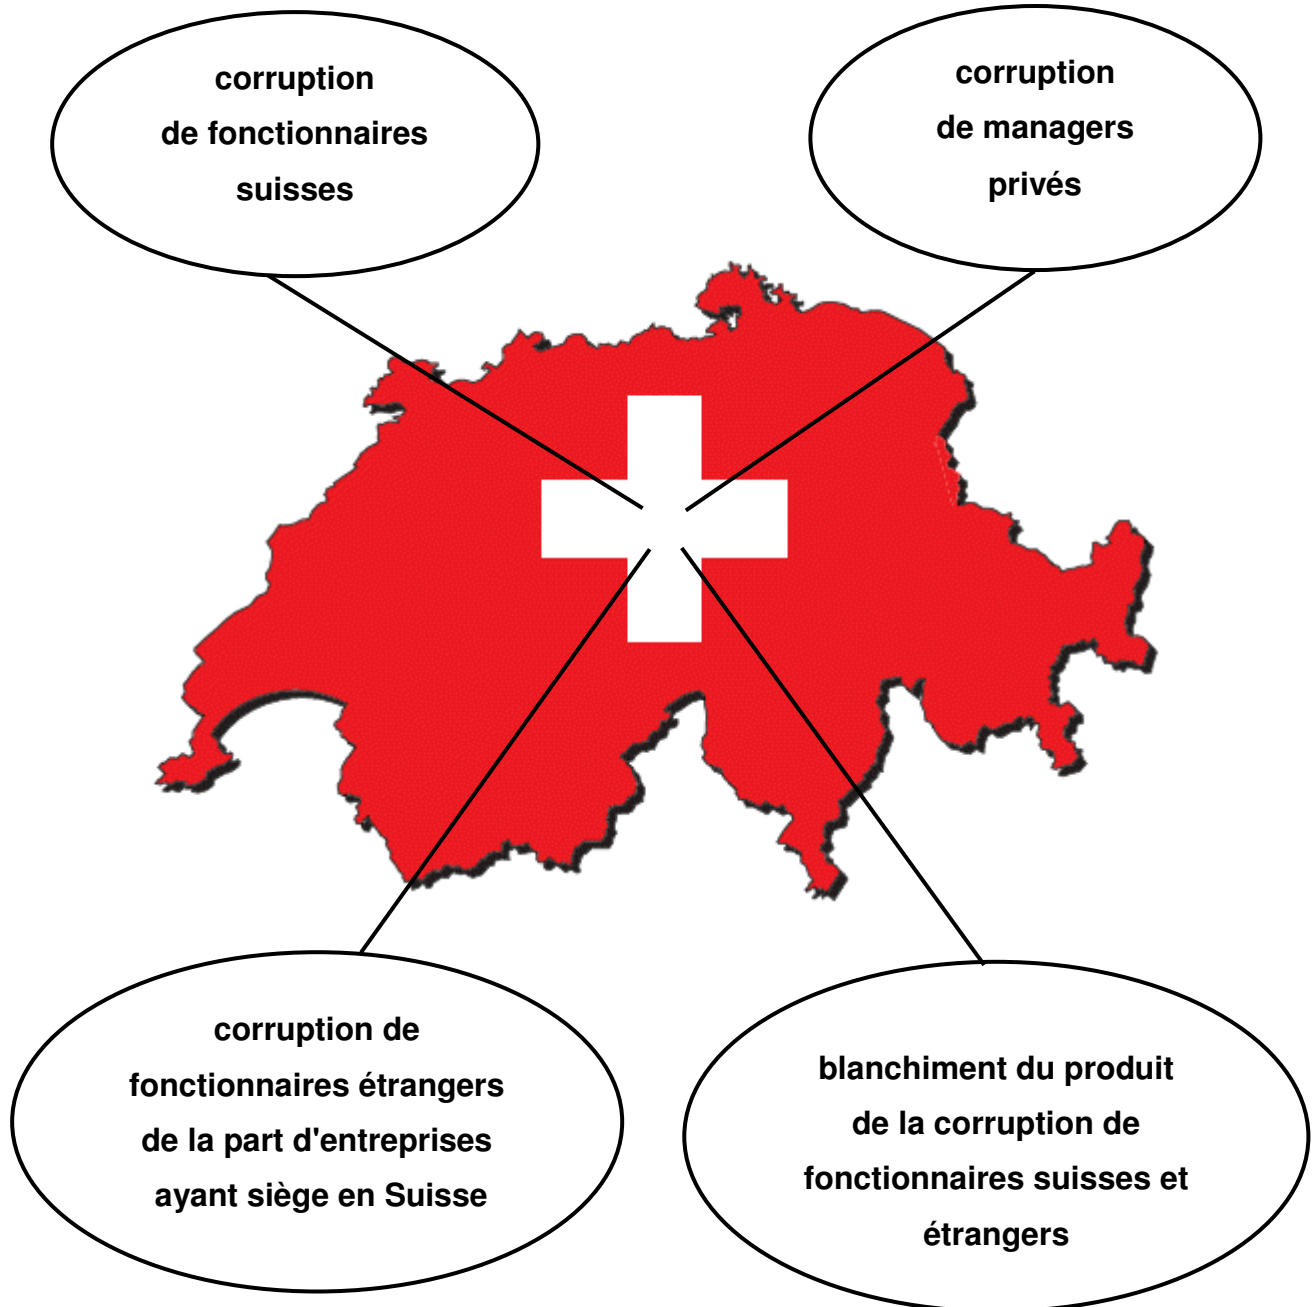 corruption
de fonctionnaires
suisses
corruption
de managers
privés
corruption de
fonctionnaires étrangers
de la part d'entreprises
ayant siège en Suisse
blanchiment du produit
de la corruption de
fonctionnaires suisses et
étrangers